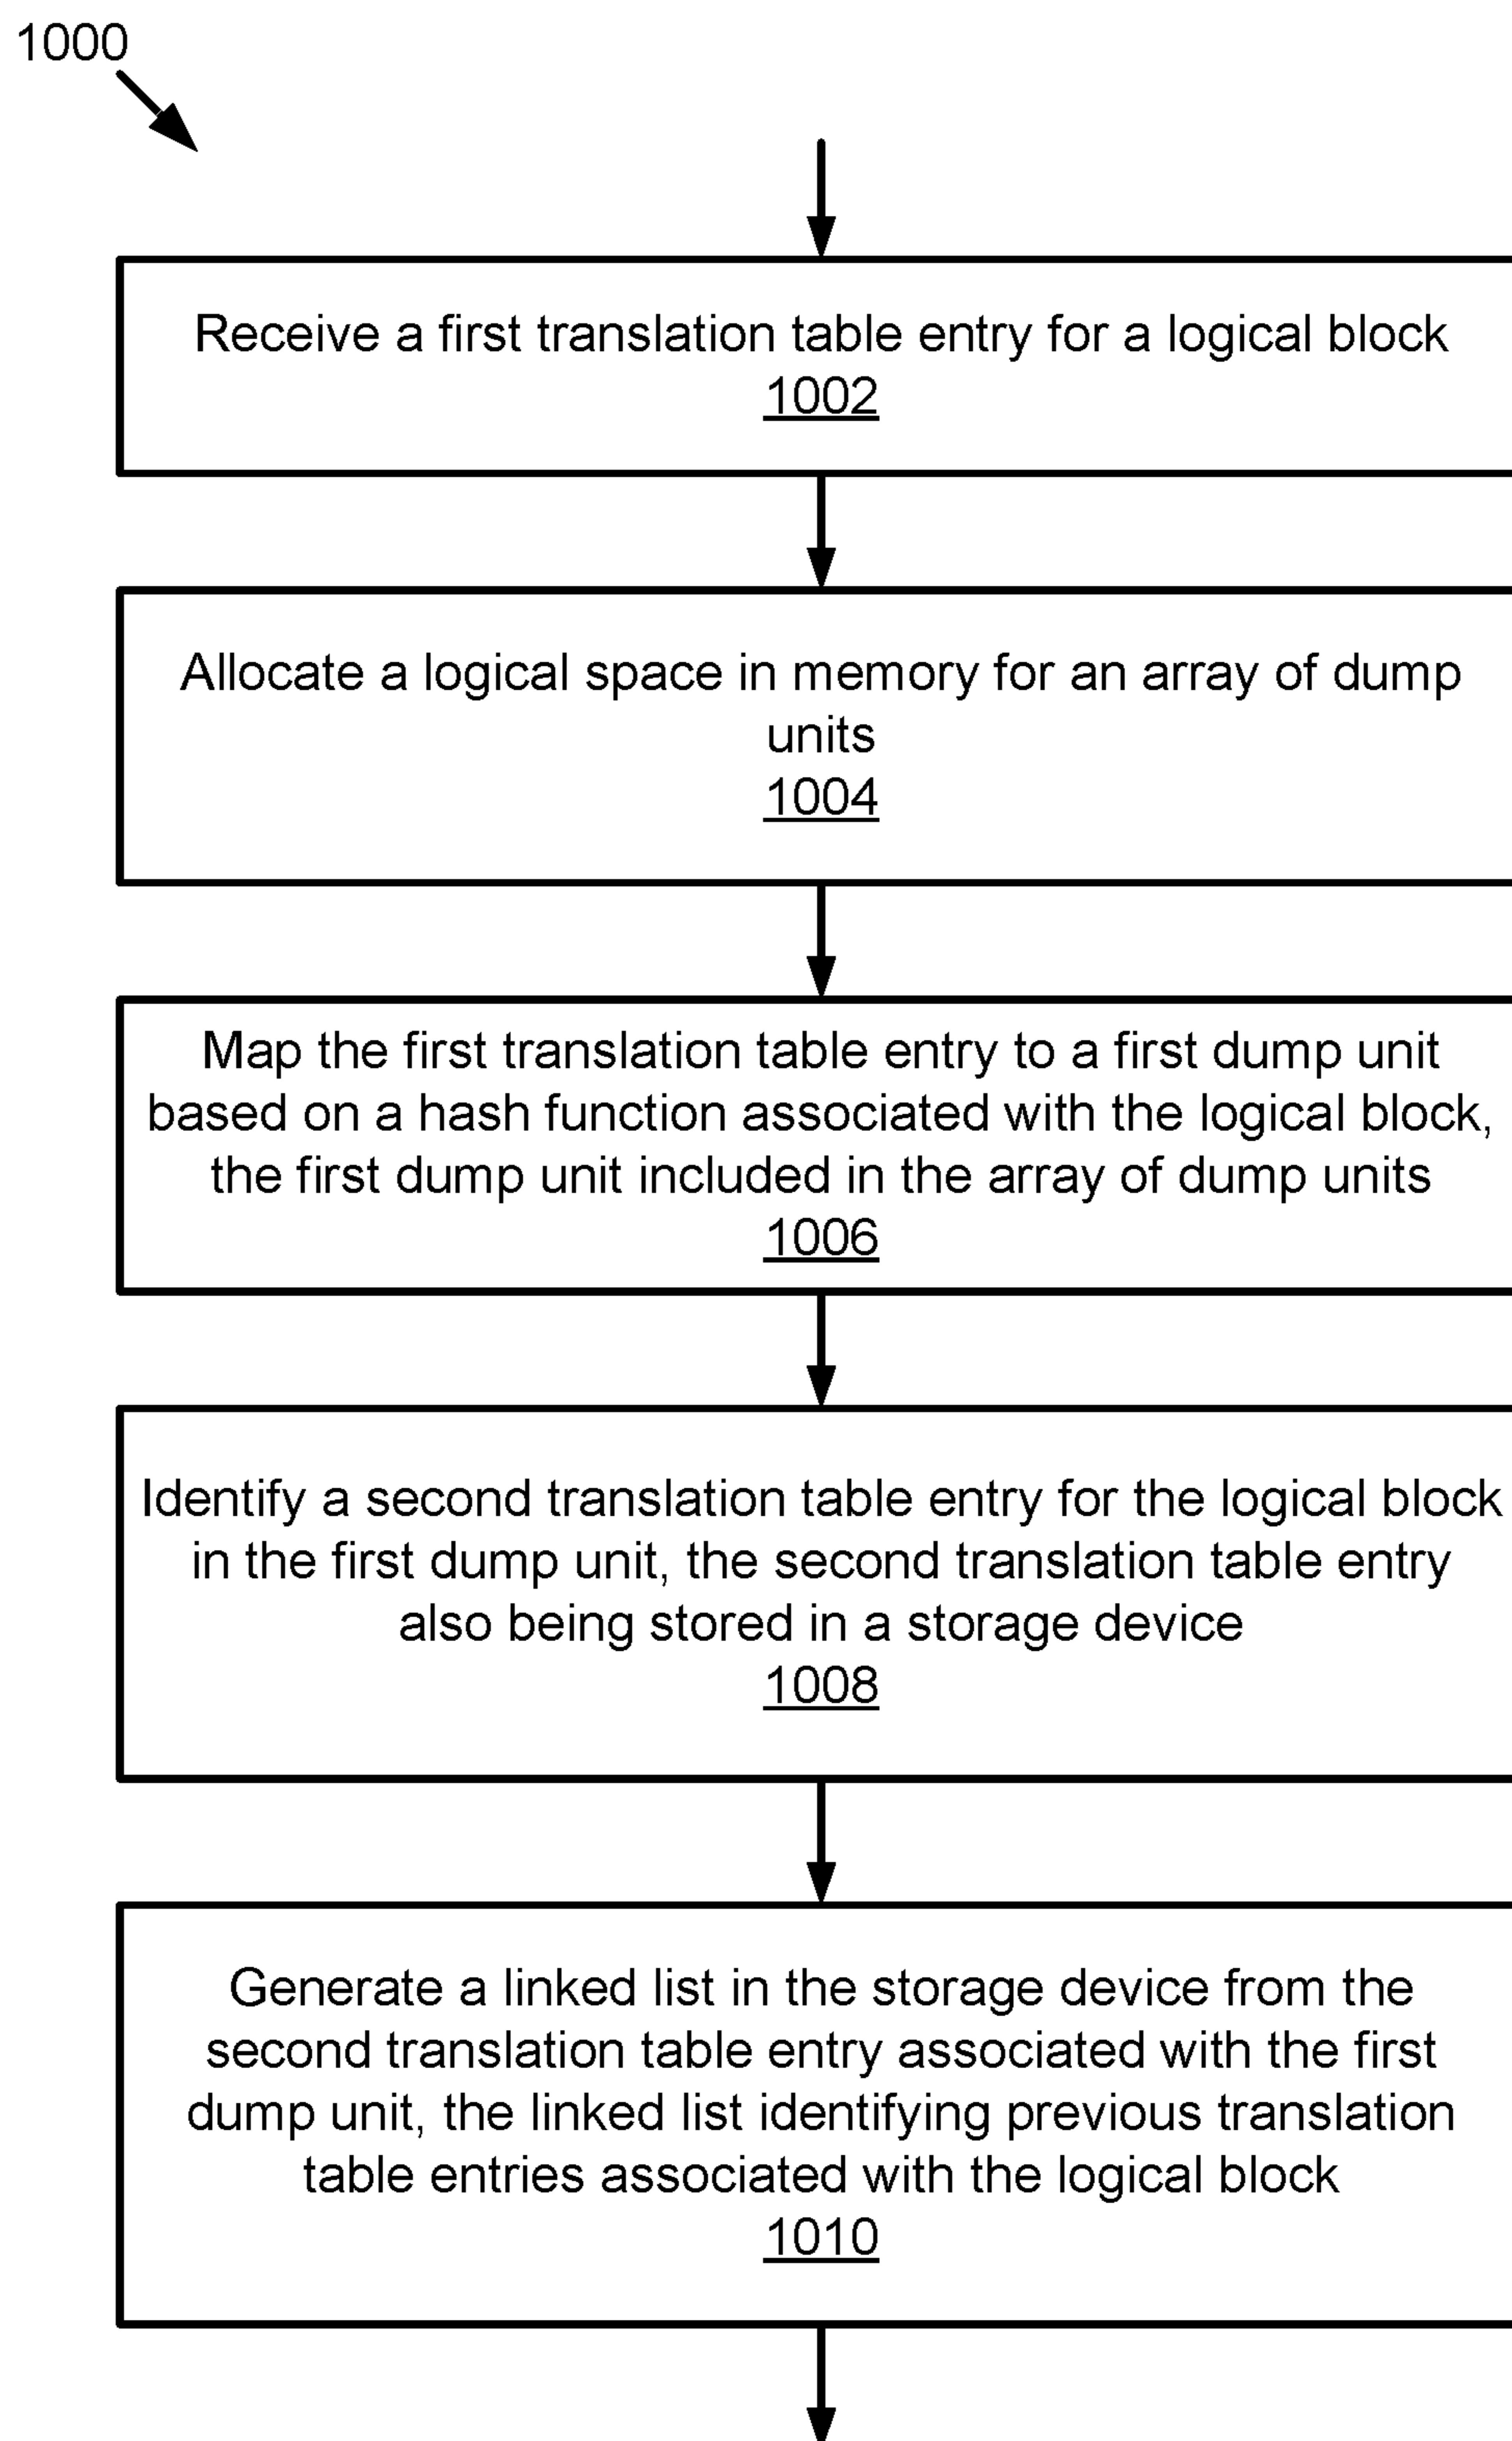 1000
Receive a first translation table entry for a logical block
1002
Allocate a logical space in memory for an array of dump
units
1004
Map the first translation table entry to a first dump unit
based on a hash function associated with the logical block,
the first dump unit included in the array of dump units
1006
Identify a second translation table entry for the logical block
in the first dump unit, the second translation table entry
also being stored in a storage device
1008
Generate a linked list in the storage device from the
second translation table entry associated with the first
dump unit, the linked list identifying previous translation
table entries associated with the logical block
1010